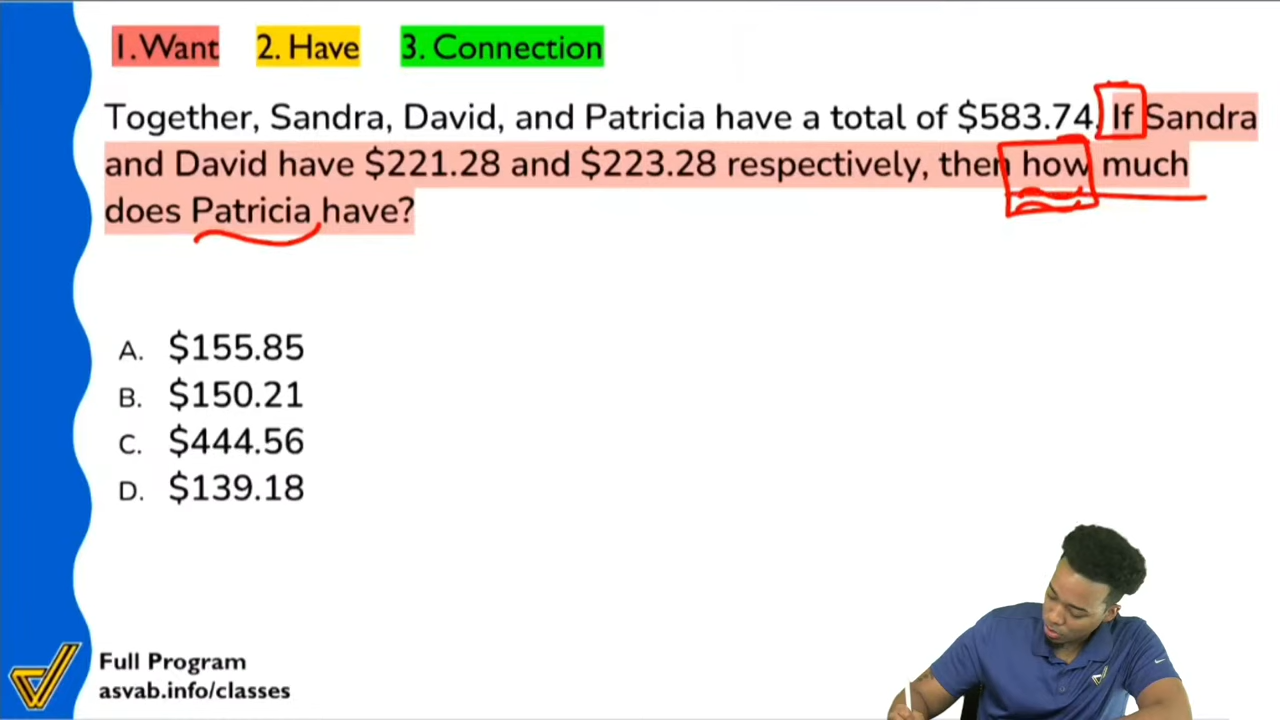 1. Want 2. Have 3. Connection
Together, Sandra, David, and Patricia have a total of $583.74. If Sandra
and David have $221.28 and $223.28 respectively, then how much
does Patricia have?
A. $155.85
B. $150.21
C. $444.56
D. $139.18
Full Program
asvab.info/classes